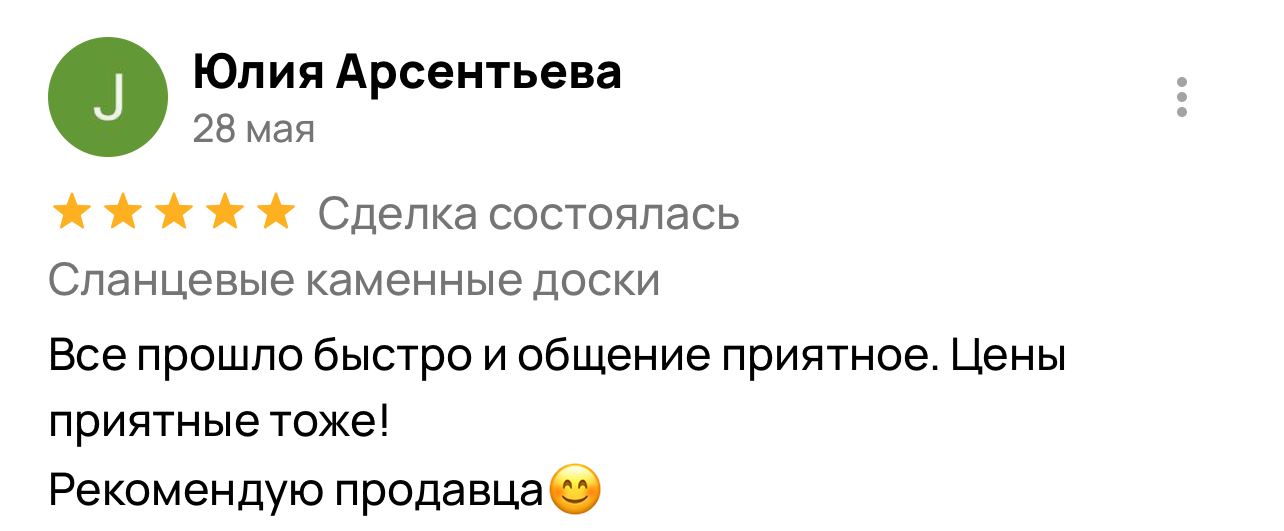 J
Юлия Арсентьева
28 мая
Сделка состоялась
Сланцевые каменные доски
Все прошло быстро и общение приятное. Цены
приятные тоже!
Рекомендую продавца😊